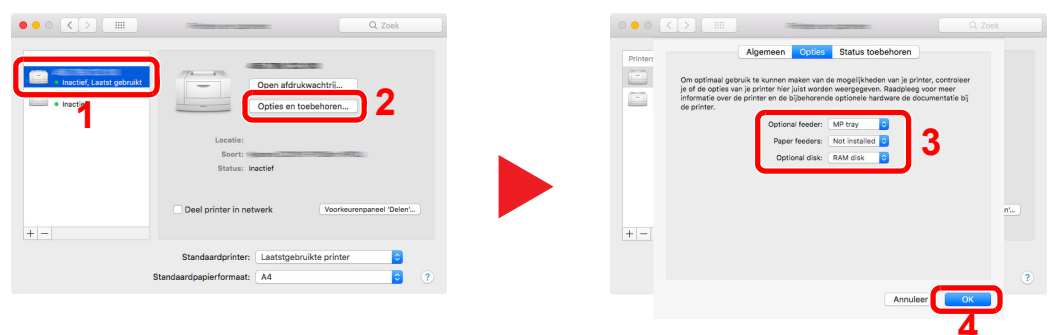 Zoek
Inactief, Laatst gebruikt
1
Open afdrukwachtrij...
Opties en toebehoren...
2
Locatie:
Soort:
Status: Inactief
Deel printer in netwerk
Voorkeurenpaneel 'Delen'...
+ −
Standaardprinter: Laatstgebruikte printer
Standaardpapierformaat: A4
?
Zoek
Printers
Algemeen Opties Status toebehoren
Om optimaal gebruik te kunnen maken van de mogelijkheden van je printer, controleer
je of de opties van je printer hier juist worden weergegeven. Raadpleeg voor meer
informatie over de printer en de bijbehorende optionele hardware de documentatie bij
de printer.
Optional feeder: MP tray
Paper feeders: Not installed
Optional disk: RAM disk
3
+ −
?
Annuleer OK
4